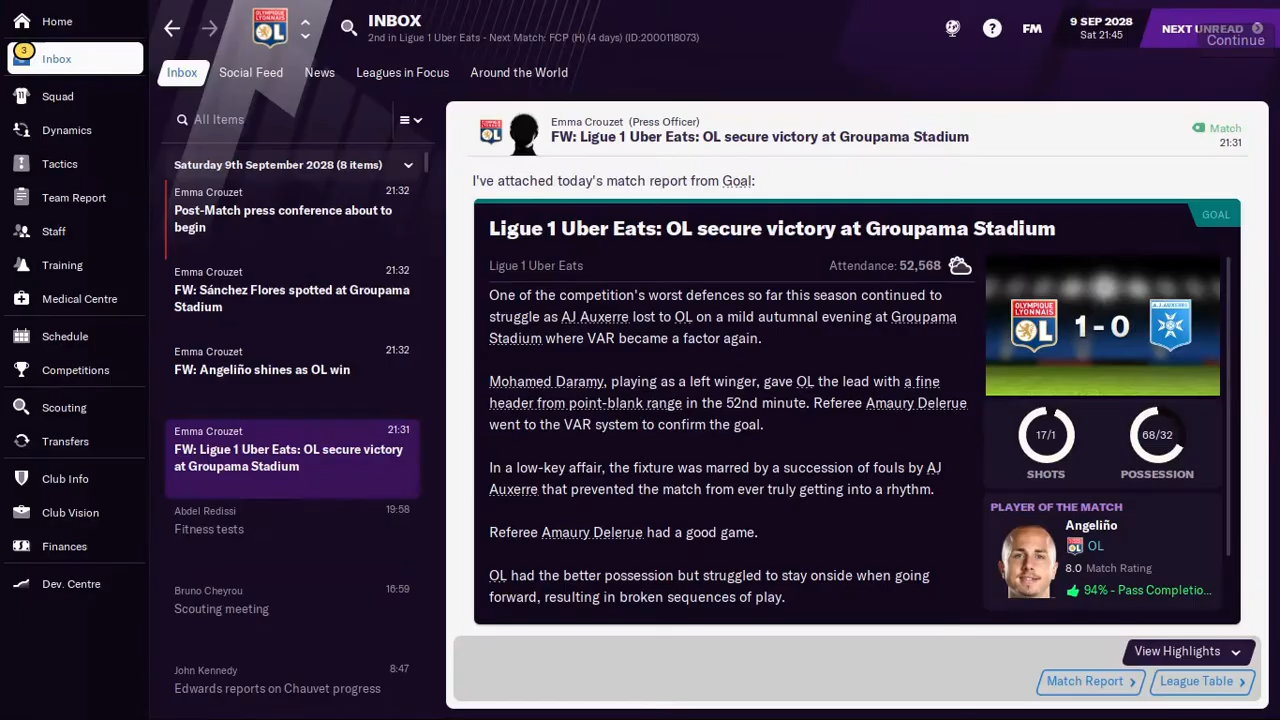 Home
3
Inbox
Squad
Dynamics
Tactics
Team Report
Staff
Training
Medical Centre
Schedule
Competitions
Scouting
Transfers
Club Info
Club Vision
Finances
Dev. Centre
INBOX
2nd in Ligue 1 Uber Eats - Next Match: FCP (H) (4 days) (ID:2000118073)
FM
9 SEP 2028
Sat 21:45
NEXT UNREAD
Continue
Inbox
Social Feed
News
Leagues in Focus
Around the World
All Items
Saturday 9th September 2028 (8 items)
Emma Crouzet 21:32
Post-Match press conference about to
begin
Emma Crouzet 21:32
FW: Sánchez Flores spotted at Groupama
Stadium
Emma Crouzet 21:32
FW: Angeliño shines as OL win
Emma Crouzet 21:31
FW: Ligue 1 Uber Eats: OL secure victory
at Groupama Stadium
Abdel Redissi 19:58
Fitness tests
Bruno Cheyrou 16:59
Scouting meeting
John Kennedy 8:47
Edwards reports on Chauvet progress
Emma Crouzet (Press Officer)
FW: Ligue 1 Uber Eats: OL secure victory at Groupama Stadium
Match
21:31
I've attached today's match report from Goal:
GOAL
Ligue 1 Uber Eats: OL secure victory at Groupama Stadium
Ligue 1 Uber Eats
Attendance: 52,568
One of the competition's worst defences so far this season continued to
struggle as AJ Auxerre lost to OL on a mild autumnal evening at Groupama
Stadium where VAR became a factor again.
Mohamed Daramy, playing as a left winger, gave OL the lead with a fine
header from point-blank range in the 52nd minute. Referee Amaury Delerue
went to the VAR system to confirm the goal.
In a low-key affair, the fixture was marred by a succession of fouls by AJ
Auxerre that prevented the match from ever truly getting into a rhythm.
Referee Amaury Delerue had a good game.
OL had the better possession but struggled to stay onside when going
forward, resulting in broken sequences of play.
1 - 0
17/1
SHOTS
68/32
POSSESSION
PLAYER OF THE MATCH
Angeliño
OL
8.0 Match Rating
94% - Pass Completio...
View Highlights
Match Report
League Table